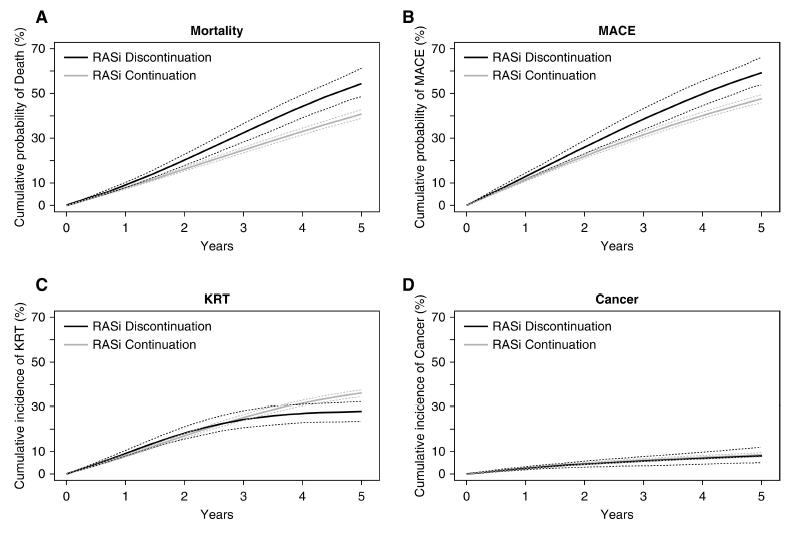 A
Mortality
Cumulative probability of Death (%)
70
50
30
10
0
RASi Discontinuation
RASi Continuation
0 1 2 3 4 5
Years
B
MACE
Cumulative probability of MACE (%)
70
50
30
10
0
RASi Discontinuation
RASi Continuation
0 1 2 3 4 5
Years
C
KRT
Cumulative incidence of KRT (%)
70
50
30
10
0
RASi Discontinuation
RASi Continuation
0 1 2 3 4 5
Years
D
Cancer
Cumulative incidence of Cancer (%)
70
50
30
10
0
RASi Discontinuation
RASi Continuation
0 1 2 3 4 5
Years